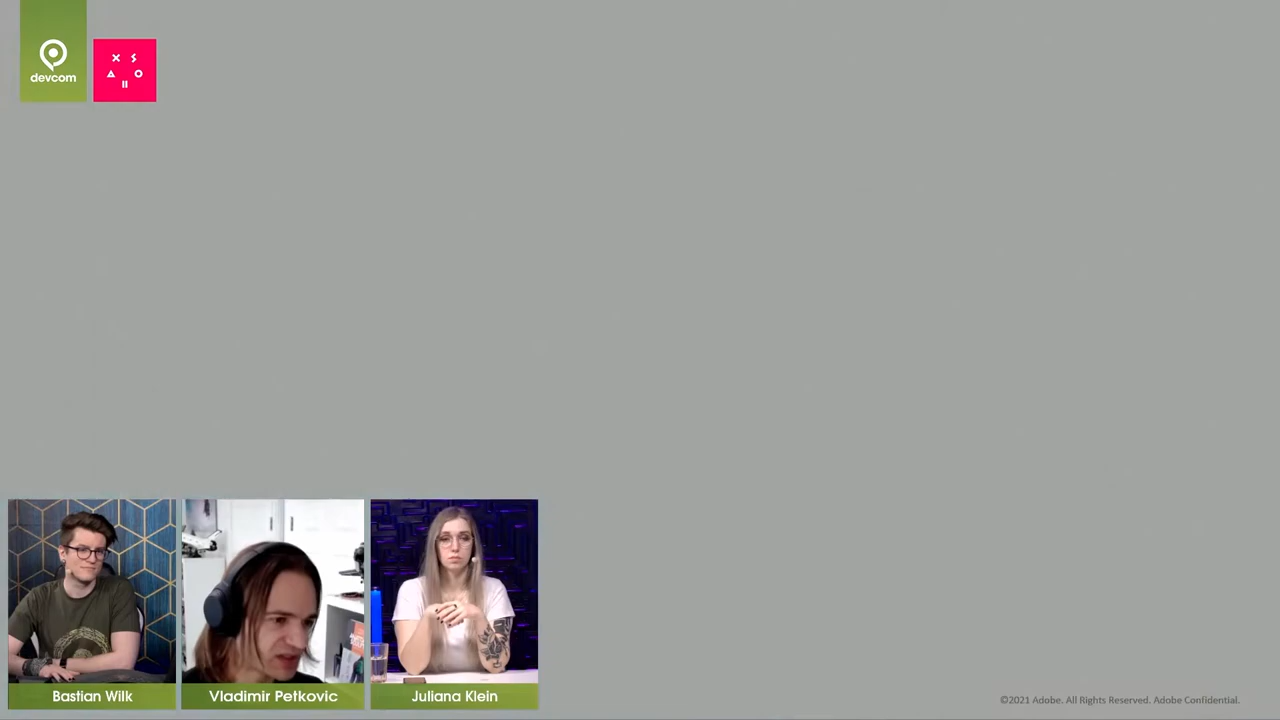 devcom
Bastian Wilk
Vladimir Petkovic
Juliana Klein
©2021 Adobe. All Rights Reserved. Adobe Confidential.